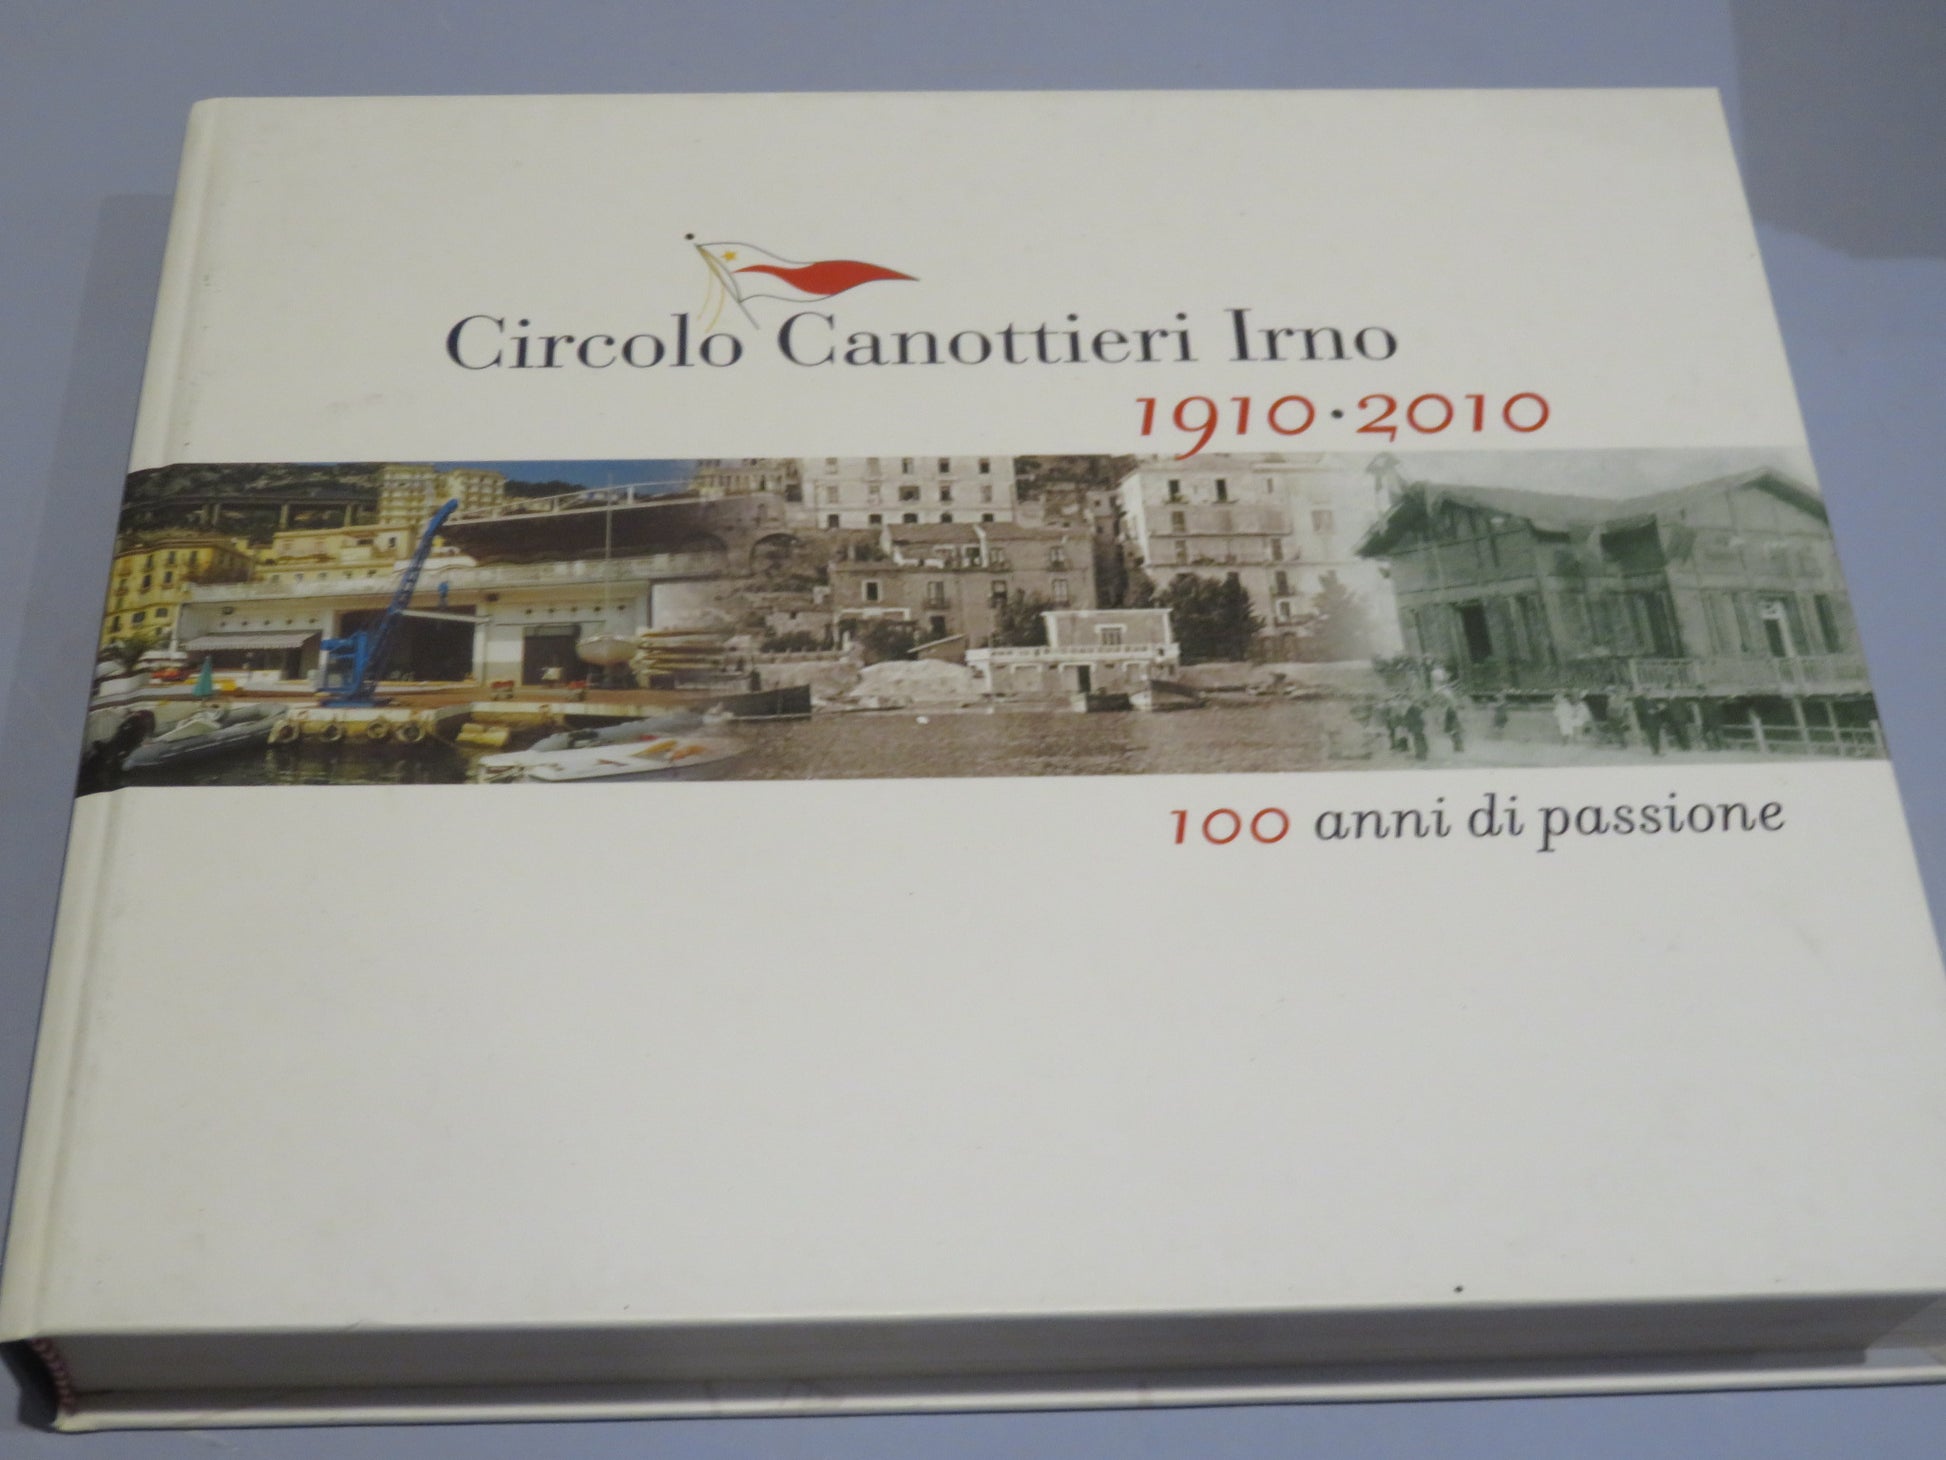 Circolo Canottieri Irno
1910·2010
100 anni di passione